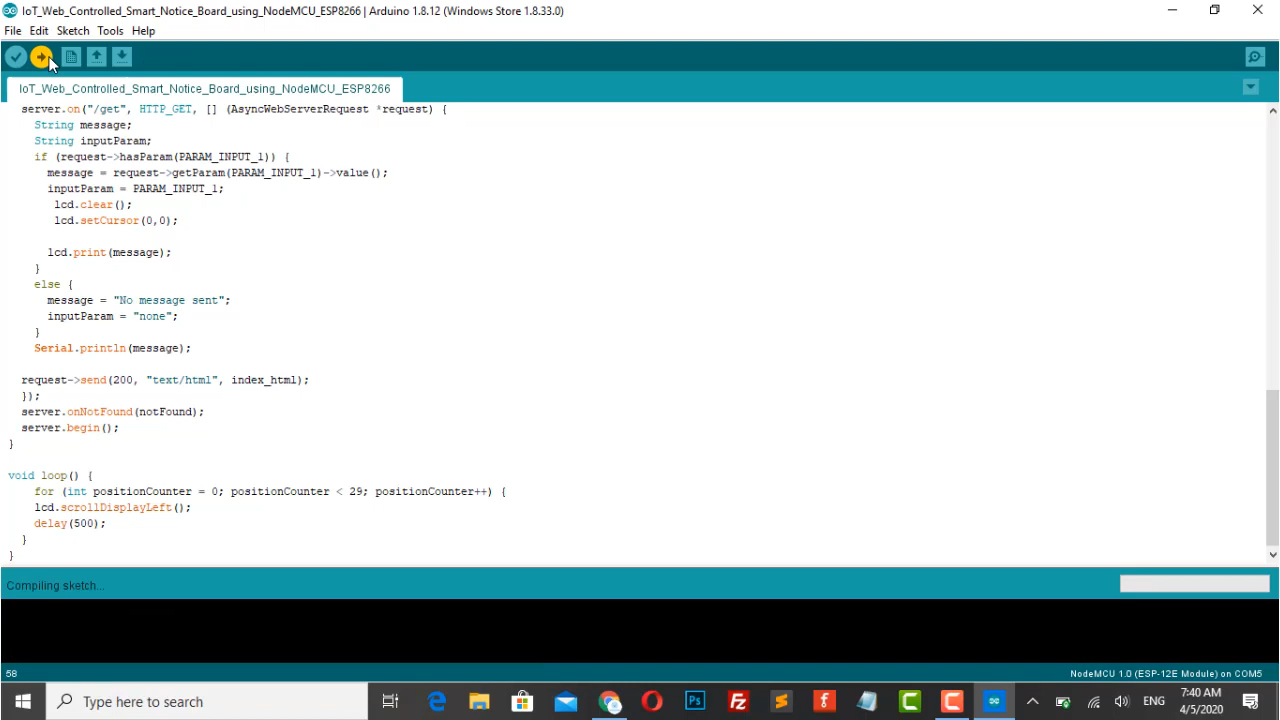 IoT_Web_Controlled_Smart_Notice_Board_using_NodeMCU_ESP8266 | Arduino 1.8.12 (Windows Store 1.8.33.0)
File Edit Sketch Tools Help
IoT_Web_Controlled_Smart_Notice_Board_using_NodeMCU_ESP8266
server.on("/get", HTTP_GET, [] (AsyncWebServerRequest *request) {
String message;
String inputParam;
if (request->hasParam(PARAM_INPUT_1)) {
message = request->getParam(PARAM_INPUT_1)->value();
inputParam = PARAM_INPUT_1;
lcd.clear();
lcd.setCursor(0,0);
lcd.print(message);
}
else {
message = "No message sent";
inputParam = "none";
}
Serial.println(message);
request->send(200, "text/html", index_html);
});
server.onNotFound(notFound);
server.begin();
}
void loop() {
for (int positionCounter = 0; positionCounter < 29; positionCounter++) {
lcd.scrollDisplayLeft();
delay(500);
}
}
Compiling sketch...
58 NodeMCU 1.0 (ESP-12E Module) on COM5
Type here to search
ENG
7:40 AM
4/5/2020